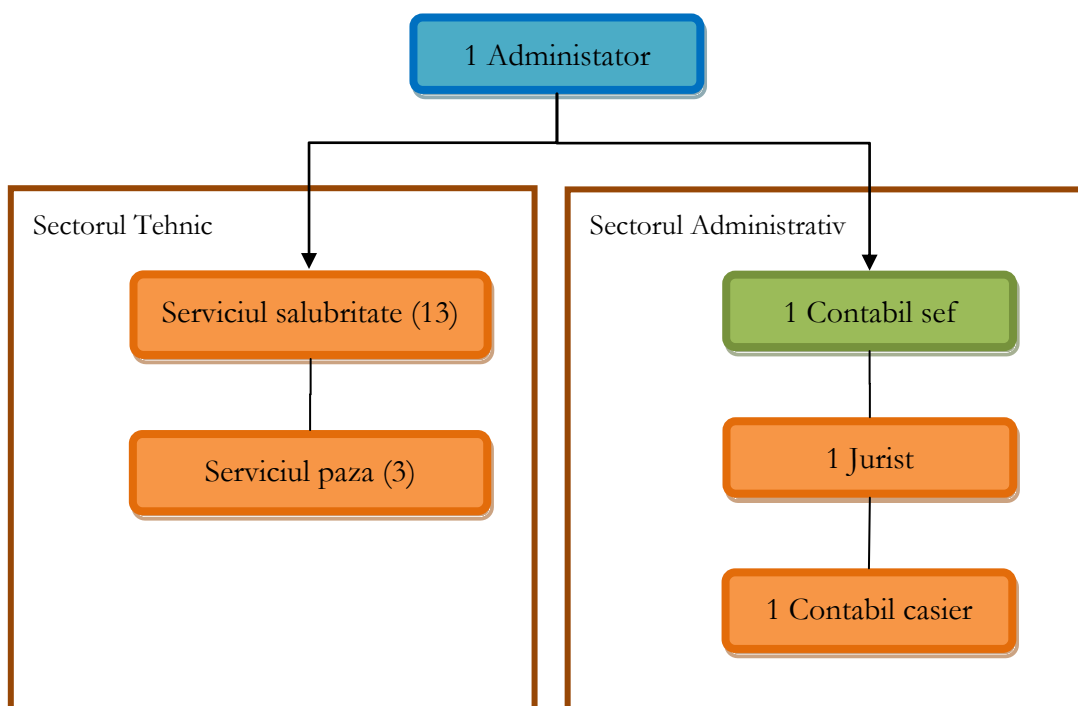 1 Administator
Sectorul Tehnic
Serviciul salubritate (13)
Serviciul paza (3)
Sectorul Administrativ
1 Contabil sef
1 Jurist
1 Contabil casier